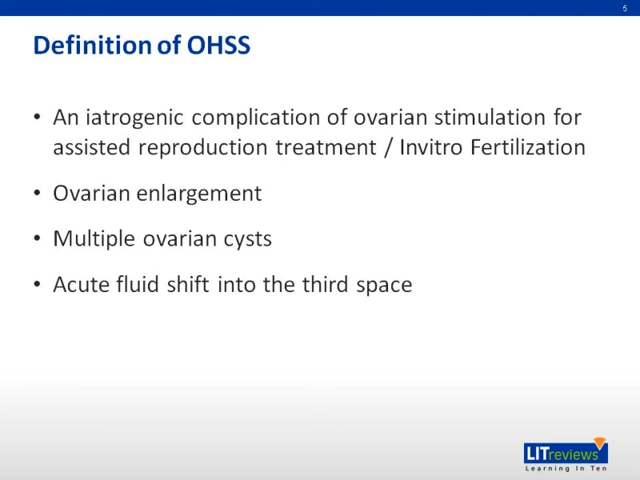 5
Definition of OHSS
• An iatrogenic complication of ovarian stimulation for
assisted reproduction treatment / Invitro Fertilization
• Ovarian enlargement
• Multiple ovarian cysts
• Acute fluid shift into the third space
LITreviews
Learning In Ten